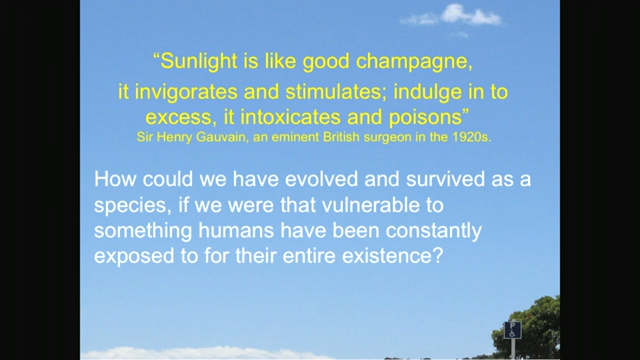 “Sunlight is like good champagne,
it invigorates and stimulates; indulge in to
excess, it intoxicates and poisons”
Sir Henry Gauvain, an eminent British surgeon in the 1920s.
How could we have evolved and survived as a
species, if we were that vulnerable to
something humans have been constantly
exposed to for their entire existence?